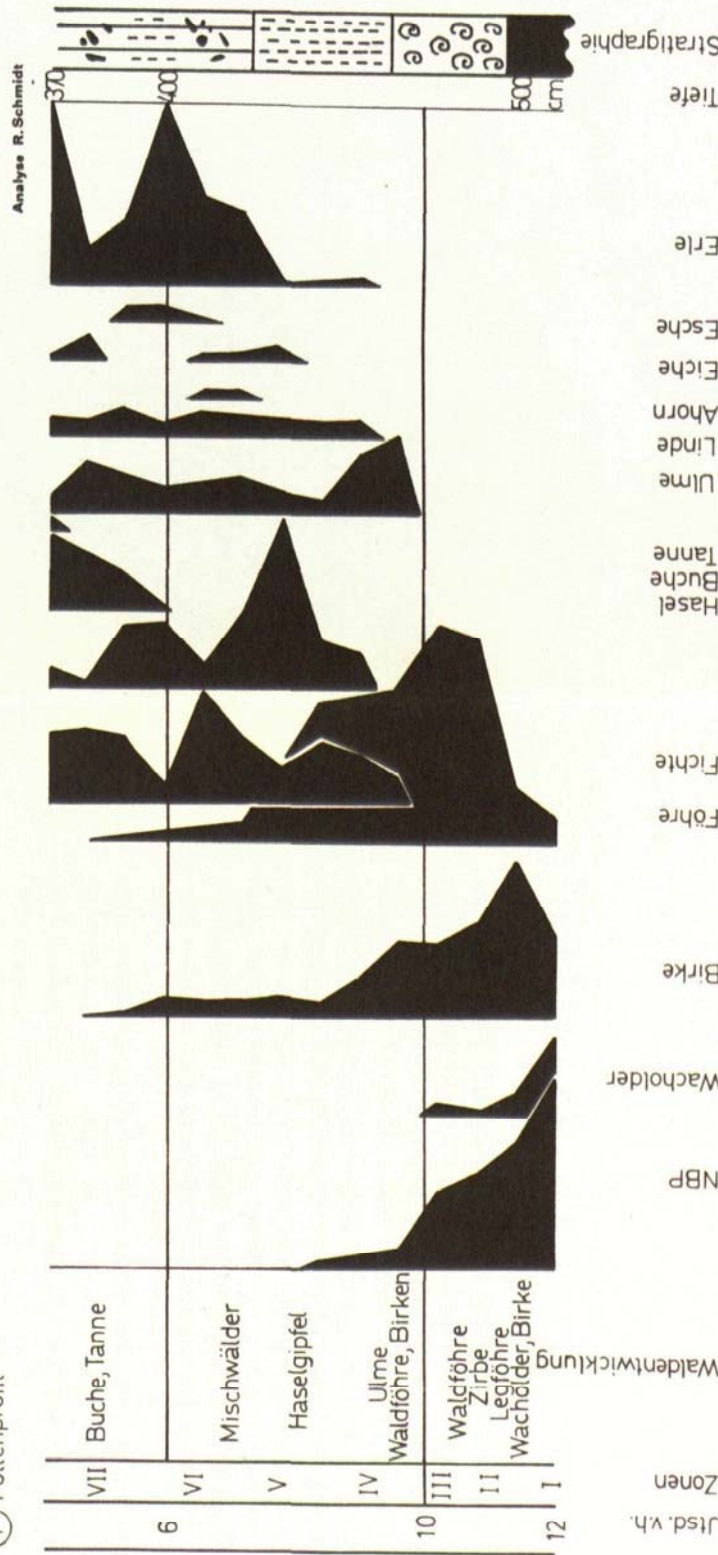 Pollenprofil
Analyse R. Schmidt
Jtsd. v. h.
Zonen
Waldentwicklung
NBP
Wacholder
Birke
Föhre
Fichte
Hasel
Buche
Tanne
Ulme
Linde
Ahorn
Eiche
Esche
Erle
Tiefe
Stratigraphie
6
10
12
VII
VI
V
IV
III
II
I
Buche, Tanne
Mischwälder
Haselgipfel
Ulme
Waldföhre, Birken
Waldföhre
Zirbe
Legföhre
Wacholder, Birke
370
400
500
cm